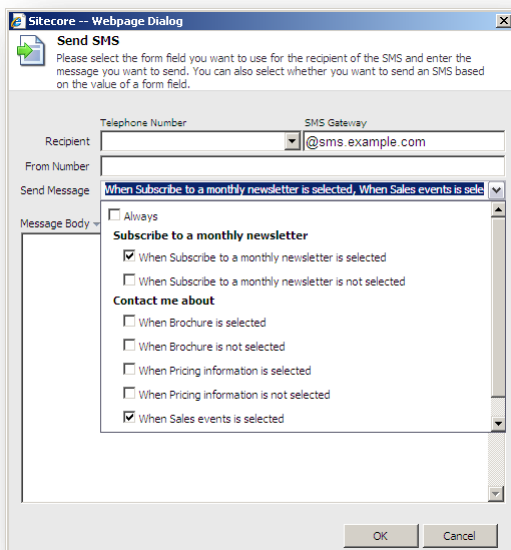 Sitecore -- Webpage Dialog
Send SMS
Please select the form field you want to use for the recipient of the SMS and enter the
message you want to send. You can also select whether you want to send an SMS based
on the value of a form field.
Telephone Number SMS Gateway
Recipient @sms.example.com
From Number
Send Message When Subscribe to a monthly newsletter is selected, When Sales events is sele
Always
Message Body
Subscribe to a monthly newsletter
When Subscribe to a monthly newsletter is selected
When Subscribe to a monthly newsletter is not selected
Contact me about
When Brochure is selected
When Brochure is not selected
When Pricing information is selected
When Pricing information is not selected
When Sales events is selected
OK Cancel